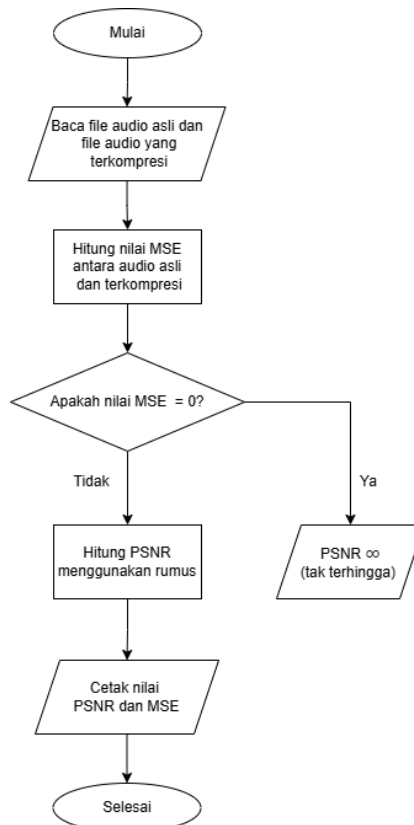 Mulai
Baca file audio asli dan
file audio yang
terkompresi
Hitung nilai MSE
antara audio asli
dan terkompresi
Apakah nilai MSE = 0?
Tidak
Ya
Hitung PSNR
menggunakan rumus
PSNR ∞
(tak terhingga)
Cetak nilai
PSNR dan MSE
Selesai